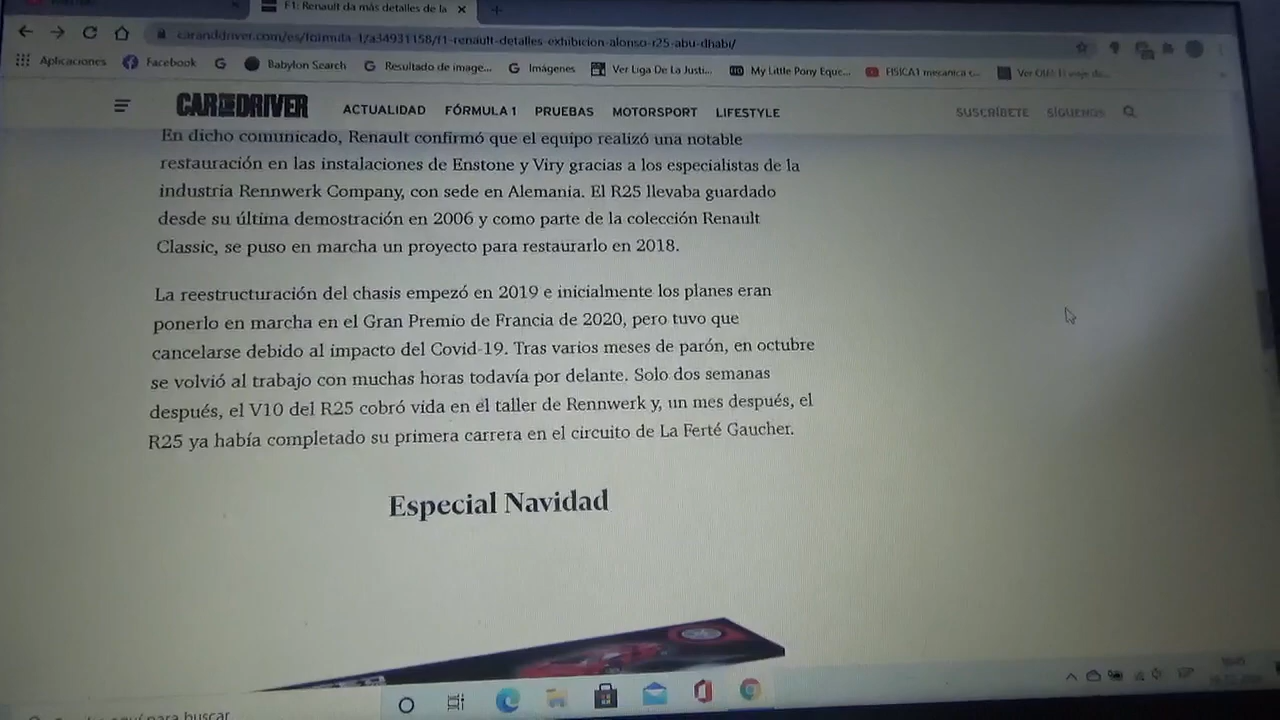 F1: Renault da más detalles de la
caranddriver.com/es/formula-1/a34931158/f1-renault-detalles-exhibicion-alonso-r25-abu-dhabi/
Aplicaciones Facebook Babylon Search Resultado de image... Imágenes Ver Liga De La Justi... My Little Pony Eque... FISICA1 mecanica c...
CAR AND DRIVER ACTUALIDAD FÓRMULA 1 PRUEBAS MOTORSPORT LIFESTYLE SUSCRÍBETE SÍGUENOS
En dicho comunicado, Renault confirmó que el equipo realizó una notable
restauración en las instalaciones de Enstone y Viry gracias a los especialistas de la
industria Rennwerk Company, con sede en Alemania. El R25 llevaba guardado
desde su última demostración en 2006 y como parte de la colección Renault
Classic, se puso en marcha un proyecto para restaurarlo en 2018.
La reestructuración del chasis empezó en 2019 e inicialmente los planes eran
ponerlo en marcha en el Gran Premio de Francia de 2020, pero tuvo que
cancelarse debido al impacto del Covid-19. Tras varios meses de parón, en octubre
se volvió al trabajo con muchas horas todavía por delante. Solo dos semanas
después, el V10 del R25 cobró vida en el taller de Rennwerk y, un mes después, el
R25 ya había completado su primera carrera en el circuito de La Ferté Gaucher.
Especial Navidad
aquí para buscar